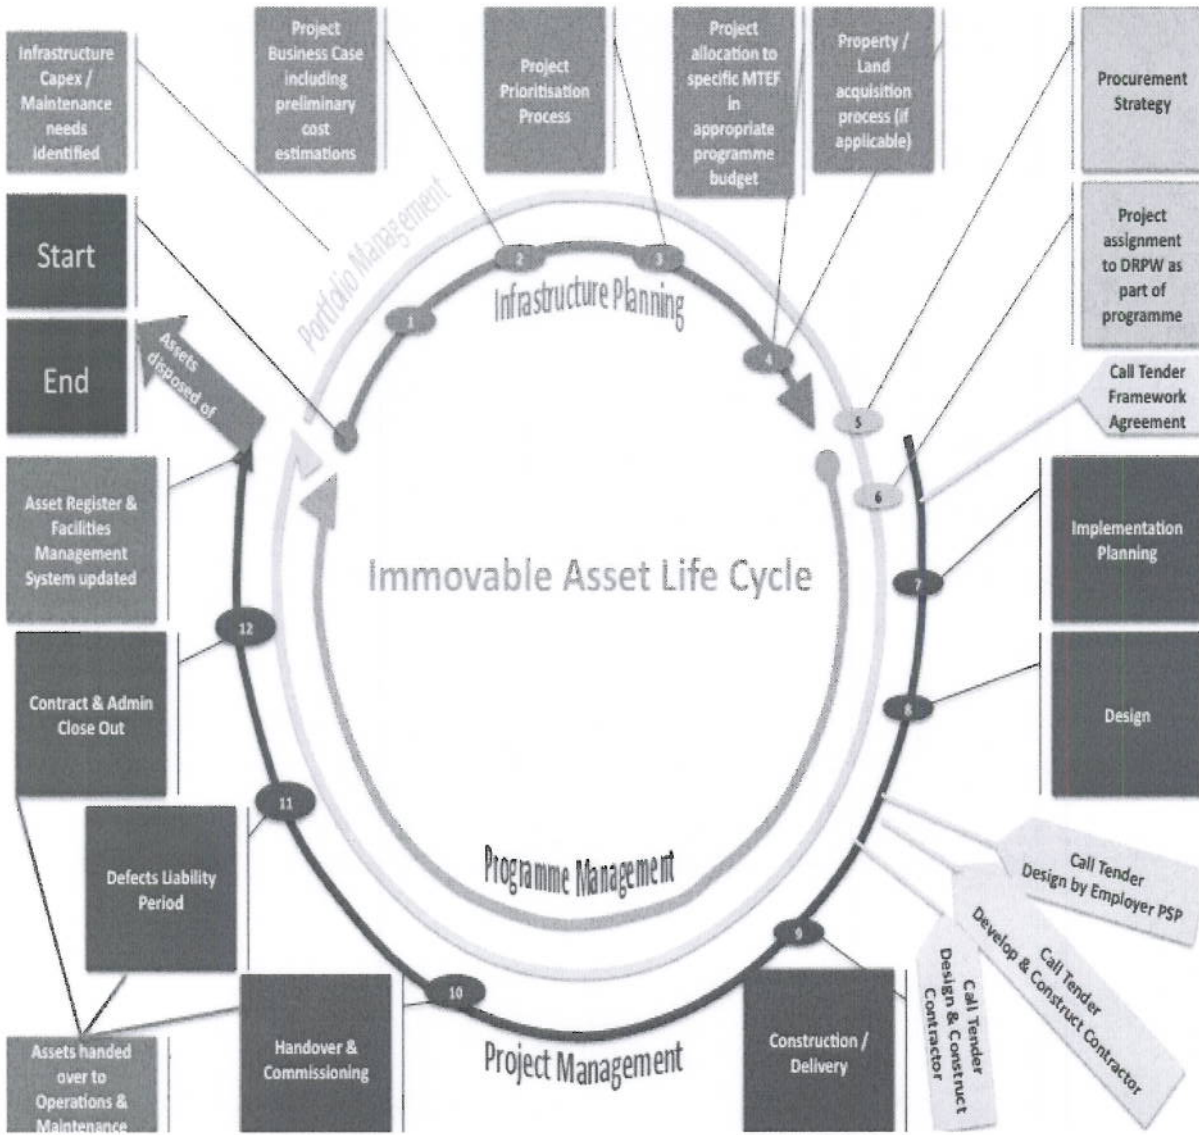 Infrastructure
Capex /
Maintenance
needs
identified
Project
Business Case
including
preliminary
cost
estimations
Project
Prioritisation
Process
Project
allocation to
specific MTEF
in
appropriate
programme
budget
Property /
Land
acquisition
process (if
applicable)
Procurement
Strategy
Project
assignment
to DRPW as
part of
programme
Call Tender
Framework
Agreement
Start
End
Assets
disposed of
Portfolio Management
Infrastructure Planning
1
2
3
4
5
6
7
8
9
10
11
12
Immovable Asset Life Cycle
Programme Management
Project Management
Implementation
Planning
Design
Call Tender
Design by Employer PSP
Call Tender
Develop & Construct Contractor
Call Tender
Design & Construct
Contractor
Construction /
Delivery
Handover &
Commissioning
Defects Liability
Period
Contract & Admin
Close Out
Asset Register &
Facilities
Management
System updated
Assets handed
over to
Operations &
Maintenance